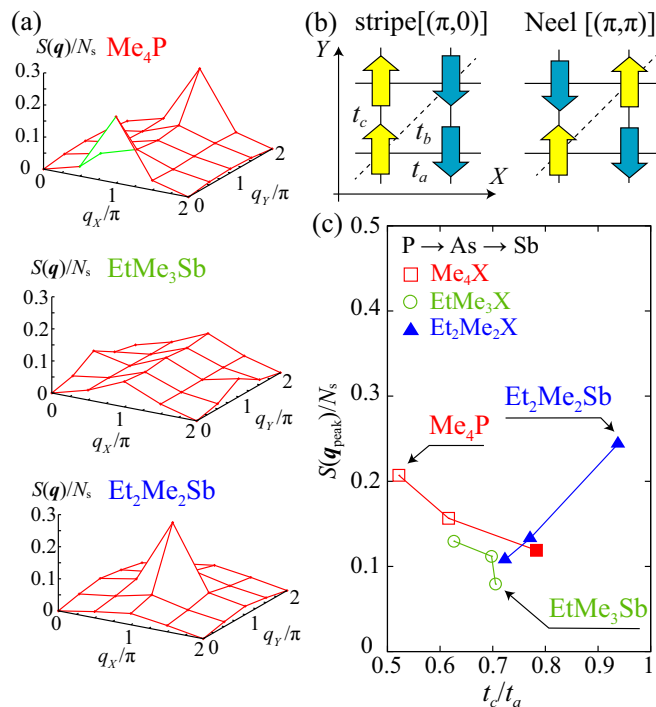 (a)
S(q)/Ns Me4P
0.3
0.2
0.1
0
0
1
2
qX/π
0
1
2
qY/π
S(q)/Ns EtMe3Sb
0.3
0.2
0.1
0
0
1
2
qX/π
0
1
2
qY/π
S(q)/Ns Et2Me2Sb
0.3
0.2
0.1
0
0
1
2
qX/π
0
1
2
qY/π
(b) stripe[(π,0)] Neel [(π,π)]
Y
tc
tb
ta
X
(c)
0.5
0.4
0.3
0.2
0.1
0
S(qpeak)/Ns
P → As → Sb
Me4X
EtMe3X
Et2Me2X
Et2Me2Sb
Me4P
EtMe3Sb
0.5 0.6 0.7 0.8 0.9 1
tc/ta